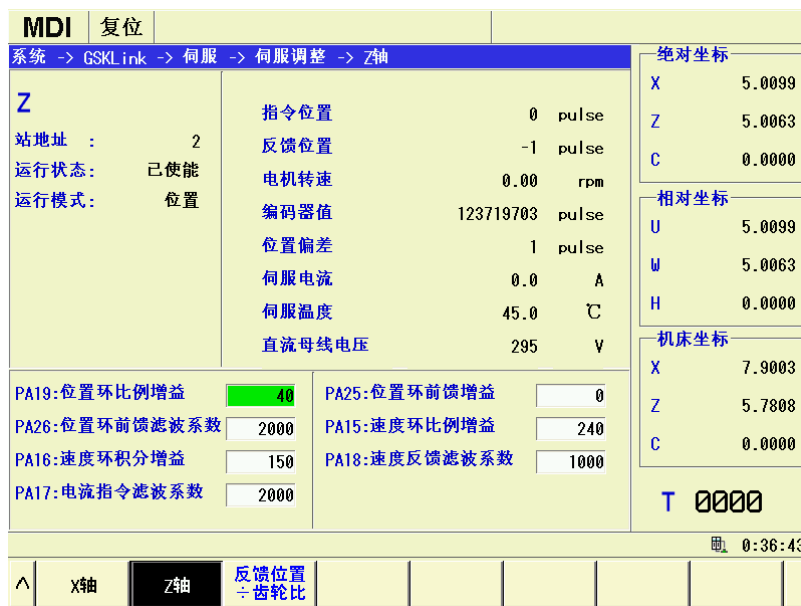 MDI 复位
系统 -> GSKLink -> 伺服 -> 伺服调整 -> Z轴
Z
站地址 : 2
运行状态: 已使能
运行模式: 位置
指令位置 0 pulse
反馈位置 -1 pulse
电机转速 0.00 rpm
编码器值 123719703 pulse
位置偏差 1 pulse
伺服电流 0.0 A
伺服温度 45.0 ℃
直流母线电压 295 V
绝对坐标
X 5.0099
Z 5.0063
C 0.0000
相对坐标
U 5.0099
W 5.0063
H 0.0000
机床坐标
X 7.9003
Z 5.7808
C 0.0000
PA19:位置环比例增益 40 PA25:位置环前馈增益 0
PA26:位置环前馈滤波系数 2000 PA15:速度环比例增益 240
PA16:速度环积分增益 150 PA18:速度反馈滤波系数 1000
PA17:电流指令滤波系数 2000
T 0000
0:36:43
^ X轴 Z轴 反馈位置
÷齿轮比